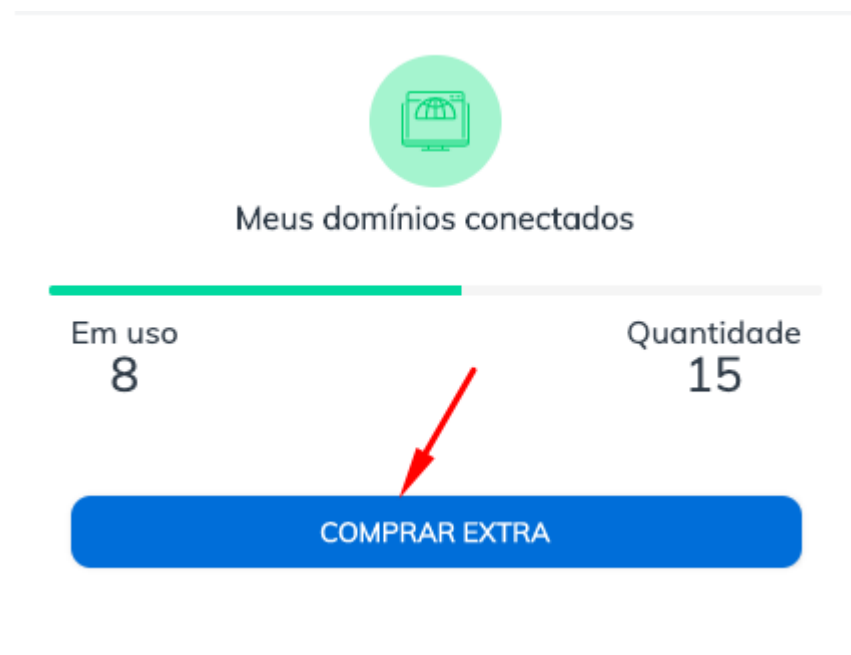 Meus domínios conectados
Em uso
8
Quantidade
15
COMPRAR EXTRA